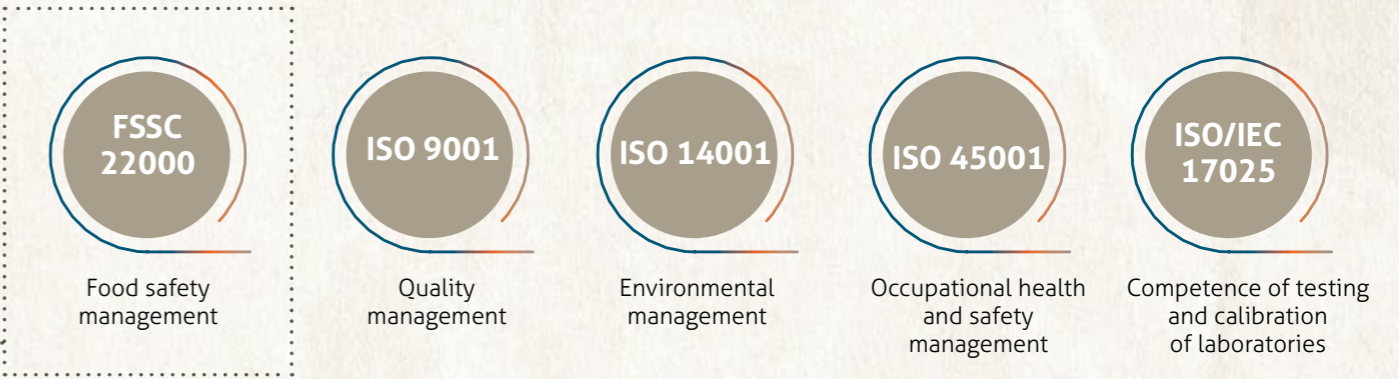 FSSC
22000
Food safety
management
ISO 9001
Quality
management
ISO 14001
Environmental
management
ISO 45001
Occupational health
and safety
management
ISO/IEC
17025
Competence of testing
and calibration
of laboratories